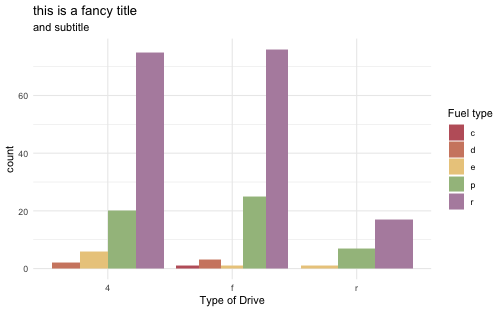 this is a fancy title
and subtitle
count
60
40
20
0
4
f
r
Type of Drive
Fuel type
c
d
e
p
r